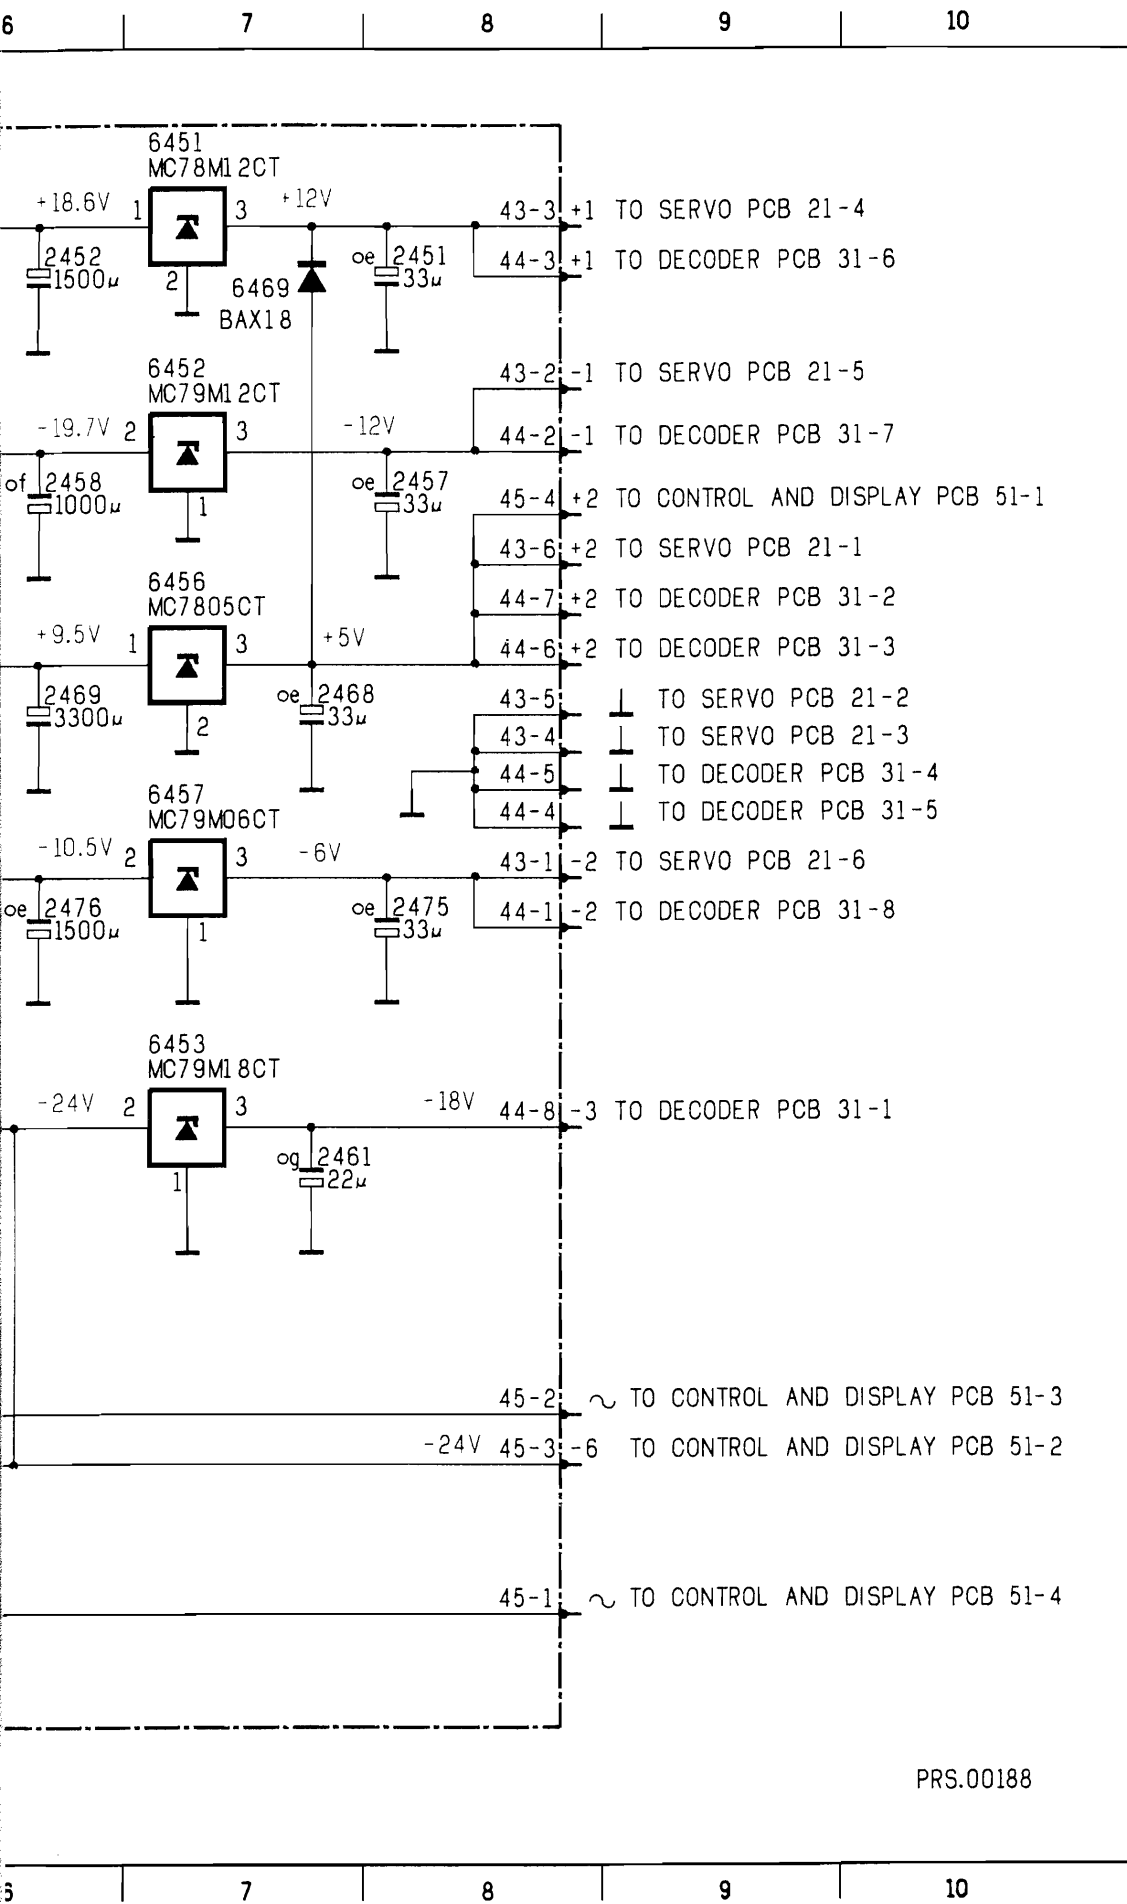 6 7 8 9 10
6451
MC78M12CT
+18.6V 1 3 +12V 43-3 +1 TO SERVO PCB 21-4
2452 oe 2451 44-3 +1 TO DECODER PCB 31-6
1500µ 2 6469 33µ
BAX18
6452 43-2 -1 TO SERVO PCB 21-5
MC79M12CT
-19.7V 2 3 -12V 44-2 -1 TO DECODER PCB 31-7
of 2458 oe 2457 45-4 +2 TO CONTROL AND DISPLAY PCB 51-1
1000µ 1 33µ
43-6 +2 TO SERVO PCB 21-1
6456
MC7805CT 44-7 +2 TO DECODER PCB 31-2
+9.5V 1 3 +5V 44-6 +2 TO DECODER PCB 31-3
2469 oe 2468 43-5 ⊥ TO SERVO PCB 21-2
3300µ 2 33µ
43-4 ⊥ TO SERVO PCB 21-3
44-5 ⊥ TO DECODER PCB 31-4
6457
MC79M06CT 44-4 ⊥ TO DECODER PCB 31-5
-10.5V 2 3 -6V 43-1 -2 TO SERVO PCB 21-6
oe 2476 oe 2475 44-1 -2 TO DECODER PCB 31-8
1500µ 1 33µ
6453
MC79M18CT
-24V 2 3 -18V 44-8 -3 TO DECODER PCB 31-1
og 2461
1 22µ
45-2 ~ TO CONTROL AND DISPLAY PCB 51-3
-24V 45-3 -6 TO CONTROL AND DISPLAY PCB 51-2
45-1 ~ TO CONTROL AND DISPLAY PCB 51-4
PRS.00188
7 8 9 10